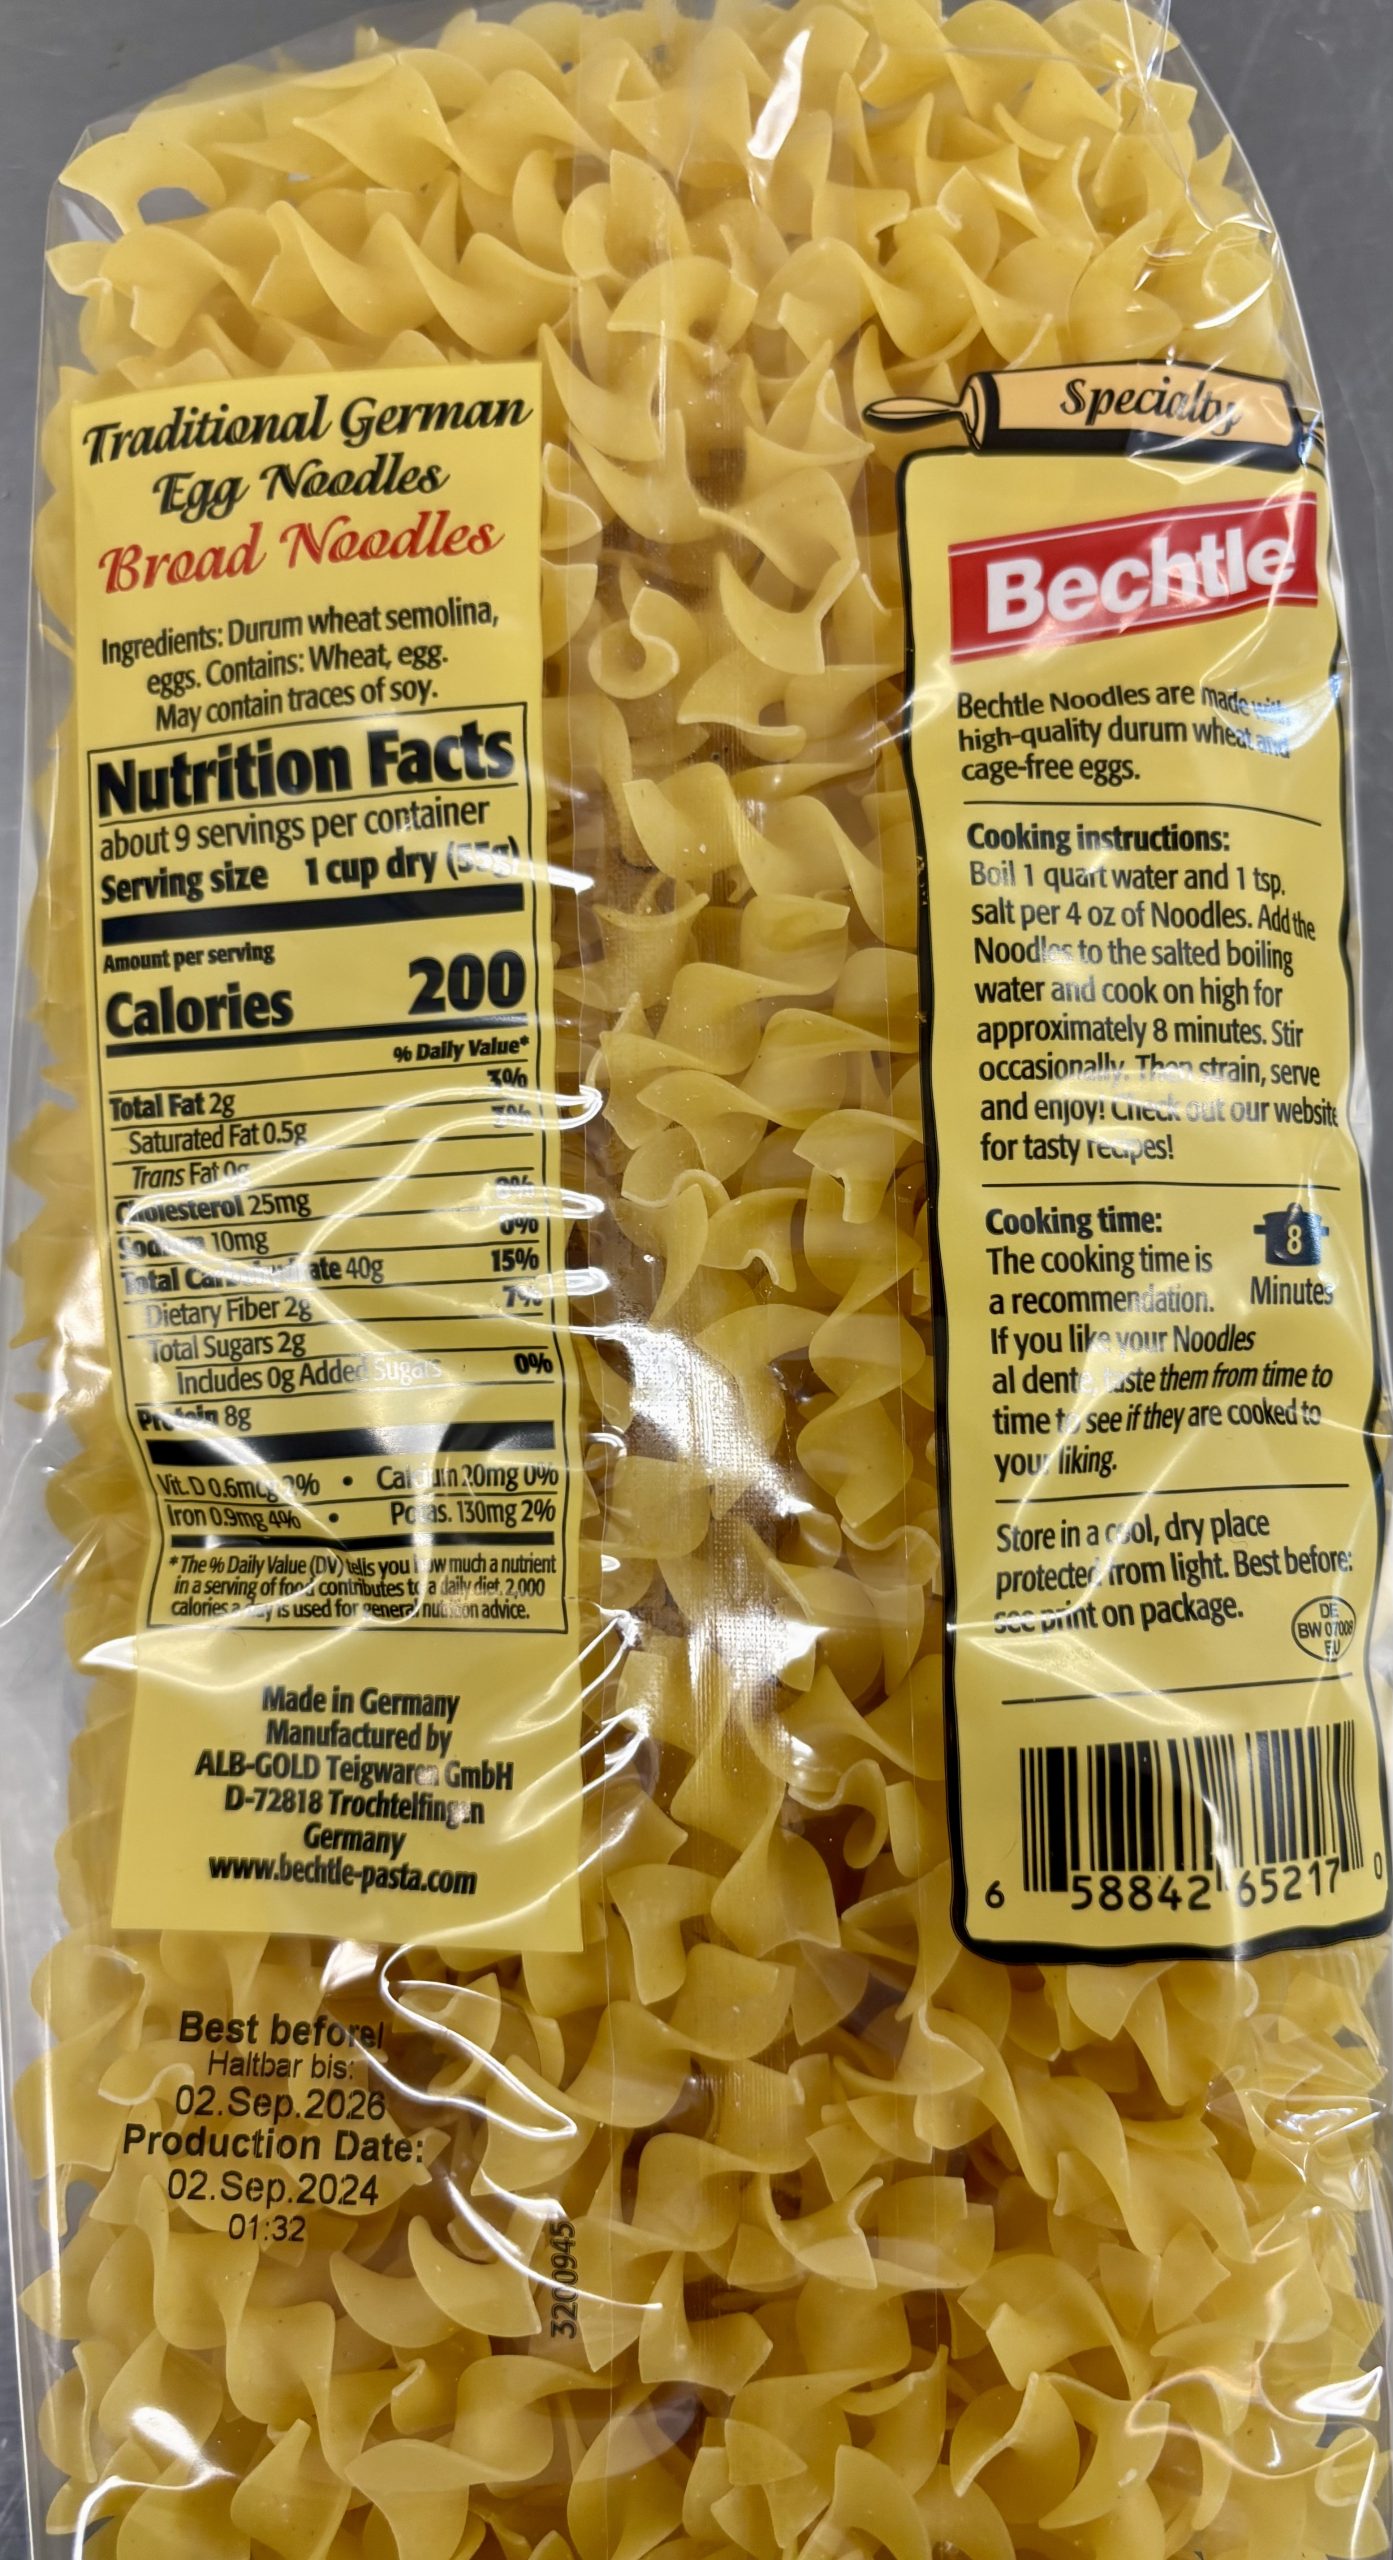 Traditional German
Egg Noodles
Broad Noodles
Ingredients: Durum wheat semolina,
eggs. Contains: Wheat, egg.
May contain traces of soy.
Nutrition Facts
about 9 servings per container
Serving size 1 cup dry (55g)
Amount per serving
Calories 200
% Daily Value*
Total Fat 2g 3%
Saturated Fat 0.5g 3%
Trans Fat 0g
Cholesterol 25mg 8%
Sodium 10mg 0%
Total Carbohydrate 40g 15%
Dietary Fiber 2g 7%
Total Sugars 2g
Includes 0g Added Sugars 0%
Protein 8g
Vit. D 0.6mcg 2% • Calcium 20mg 0%
Iron 0.9mg 4% • Potas. 130mg 2%
* The % Daily Value (DV) tells you how much a nutrient
in a serving of food contributes to a daily diet. 2,000
calories a day is used for general nutrition advice.
Made in Germany
Manufactured by
ALB-GOLD Teigwaren GmbH
D-72818 Trochtelfingen
Germany
www.bechtle-pasta.com
Best before/
Haltbar bis:
02.Sep.2026
Production Date:
02.Sep.2024
01:32
3200945
Specialty
Bechtle
Bechtle Noodles are made with
high-quality durum wheat and
cage-free eggs.
Cooking instructions:
Boil 1 quart water and 1 tsp.
salt per 4 oz of Noodles. Add the
Noodles to the salted boiling
water and cook on high for
approximately 8 minutes. Stir
occasionally. Then strain, serve
and enjoy! Check out our website
for tasty recipes!
Cooking time:
The cooking time is
a recommendation.
If you like your Noodles
al dente, taste them from time to
time to see if they are cooked to
your liking.
8
Minutes
Store in a cool, dry place
protected from light. Best before:
see print on package.
DE
BW 07008
EU
6 58842 65217 0